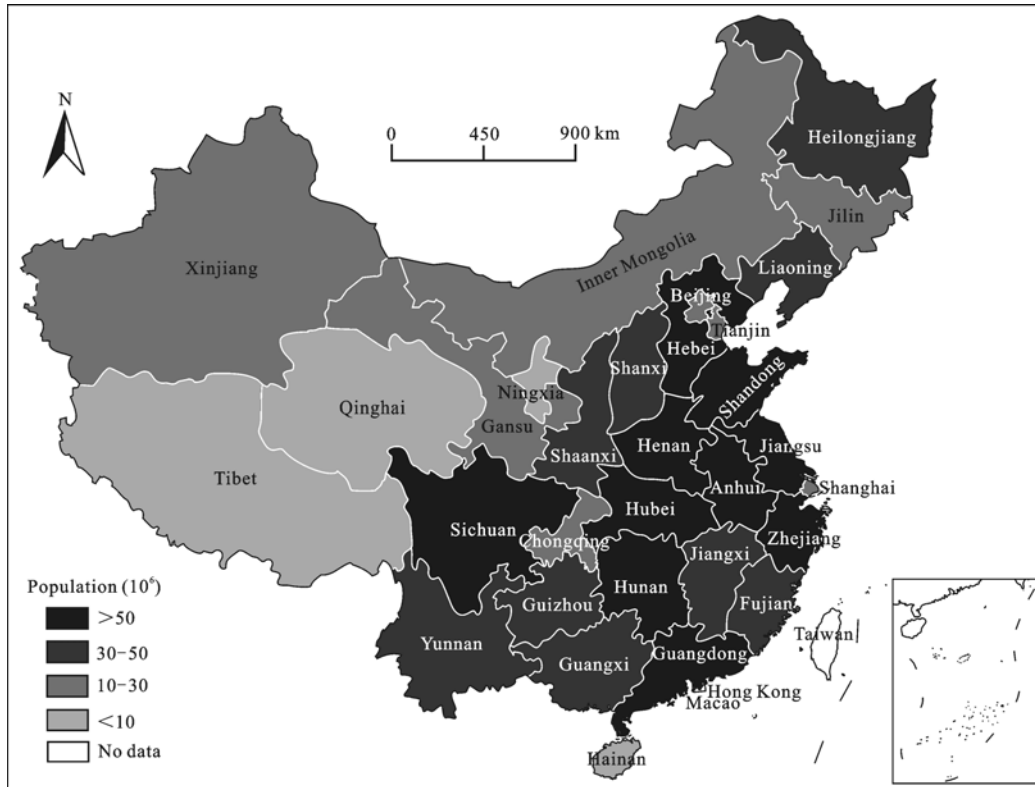 N
0 450 900 km
Heilongjiang
Jilin
Xinjiang
Inner Mongolia
Liaoning
Beijing
Tianjin
Hebei
Shanxi
Shandong
Ningxia
Qinghai
Gansu
Henan
Jiangsu
Shaanxi
Tibet
Anhui
Shanghai
Hubei
Sichuan
Zhejiang
Chongqing
Jiangxi
Hunan
Guizhou
Fujian
Taiwan
Yunnan
Guangdong
Guangxi
Hong Kong
Macao
Hainan
Population (10⁶)
>50
30-50
10-30
<10
No data